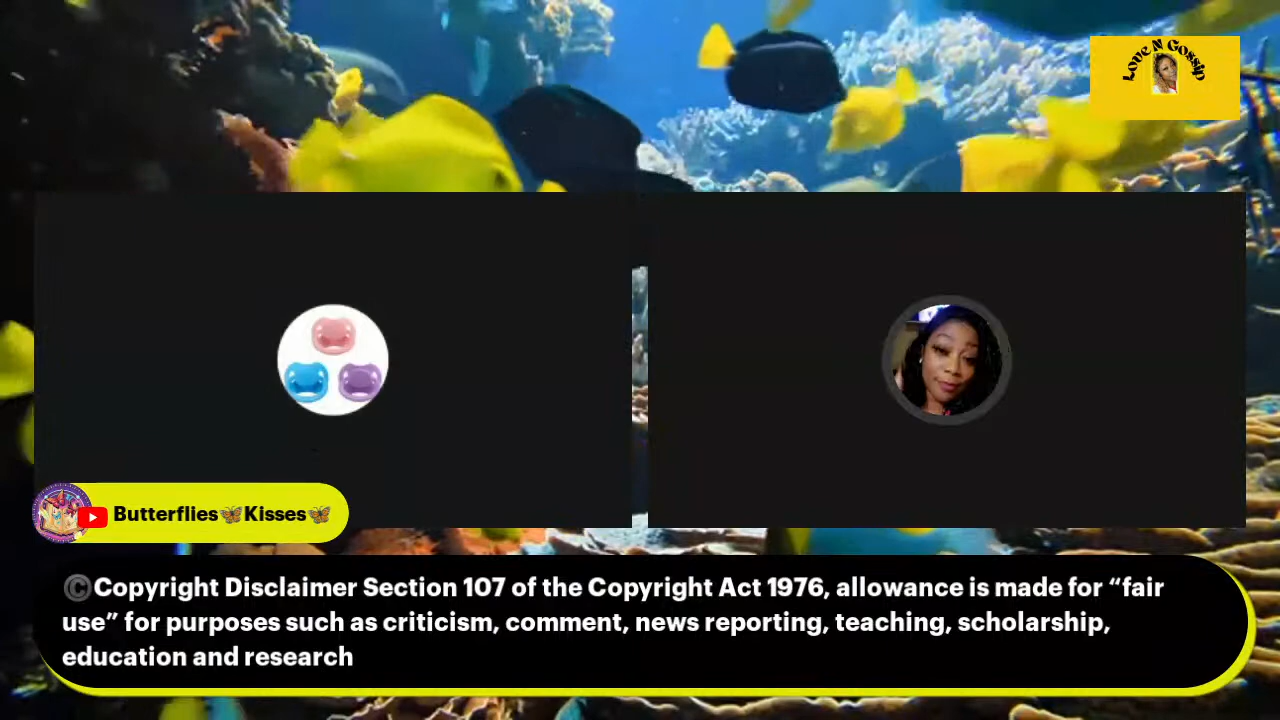 Love N Gossip
Butterflies🦋Kisses🦋
©Copyright Disclaimer Section 107 of the Copyright Act 1976, allowance is made for “fair
use” for purposes such as criticism, comment, news reporting, teaching, scholarship,
education and research